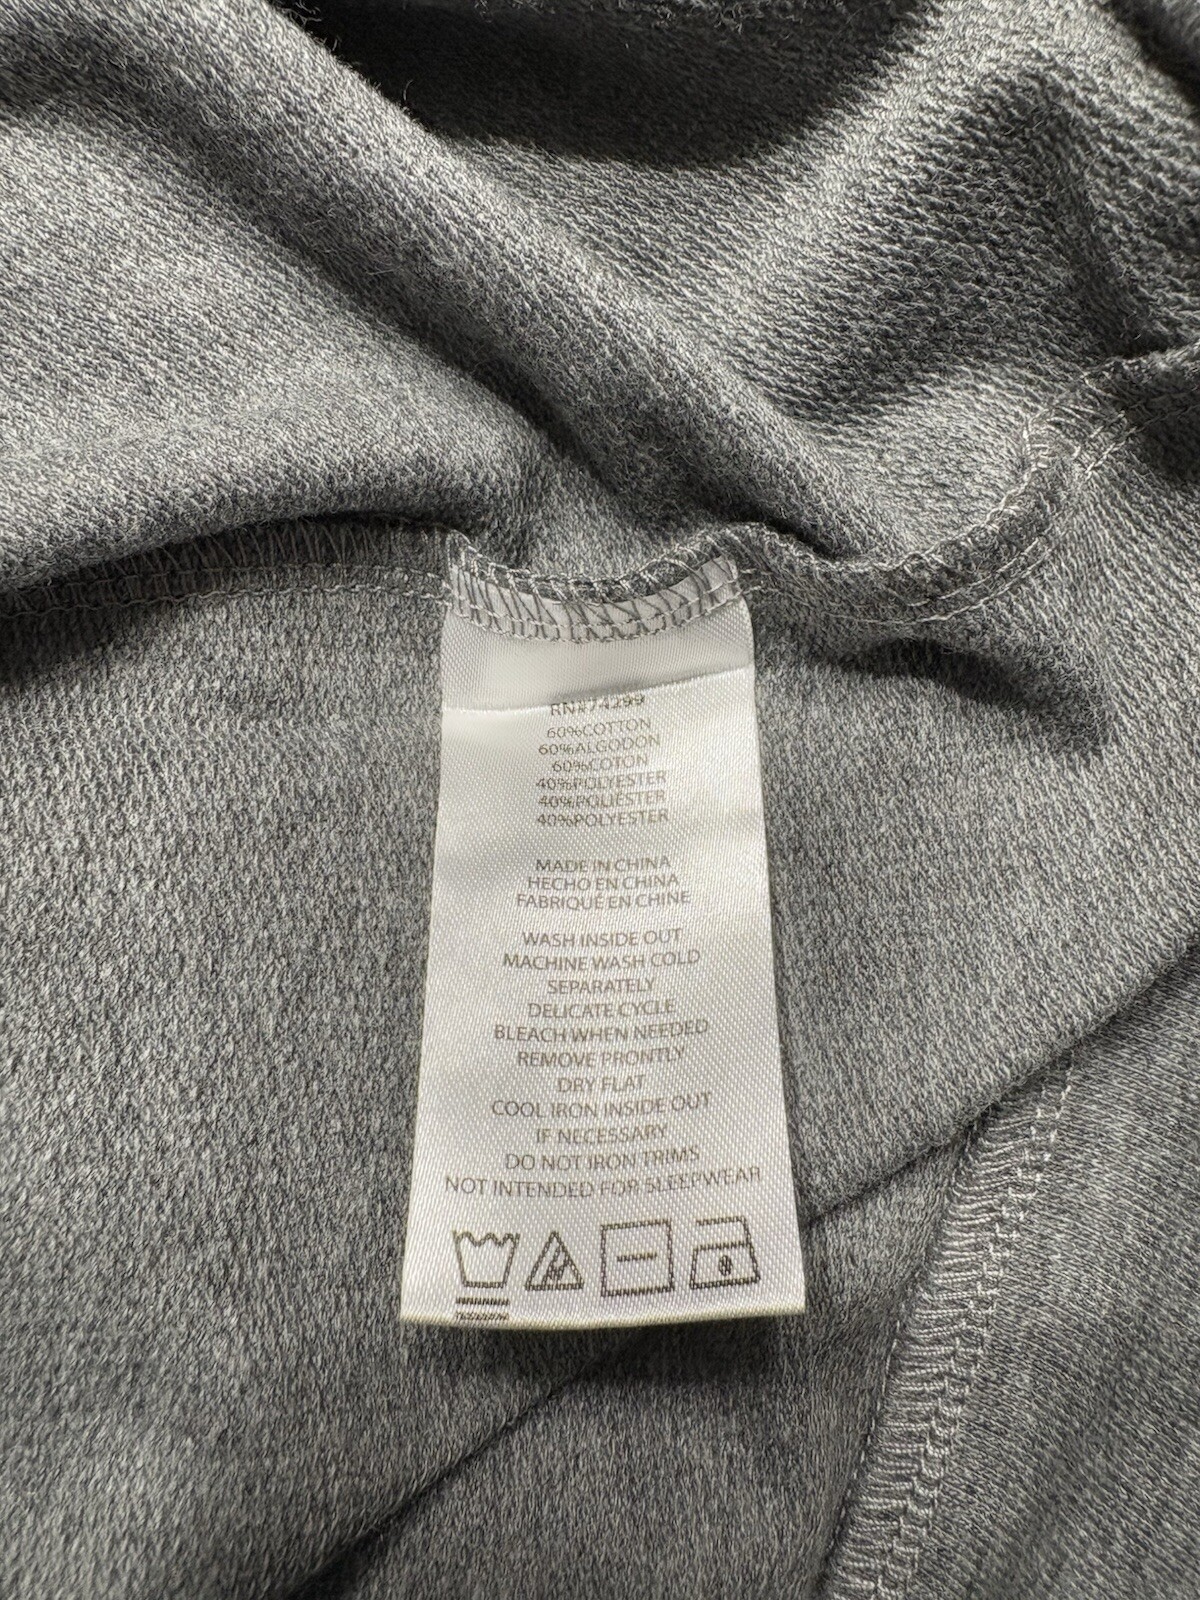 RN#74299
60%COTTON
60%ALGODON
60%COTON
40%POLYESTER
40%POLIESTER
40%POLYESTER
MADE IN CHINA
HECHO EN CHINA
FABRIQUÉ EN CHINE
WASH INSIDE OUT
MACHINE WASH COLD
SEPARATELY
DELICATE CYCLE
BLEACH WHEN NEEDED
REMOVE PRONTLY
DRY FLAT
COOL IRON INSIDE OUT
IF NECESSARY
DO NOT IRON TRIMS
NOT INTENDED FOR SLEEPWEAR